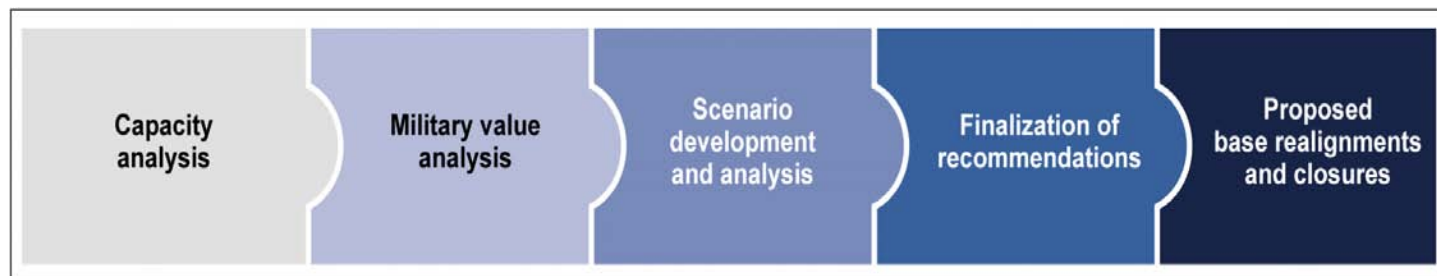 Capacity
analysis
Military value
analysis
Scenario
development
and analysis
Finalization of
recommendations
Proposed
base realignments
and closures